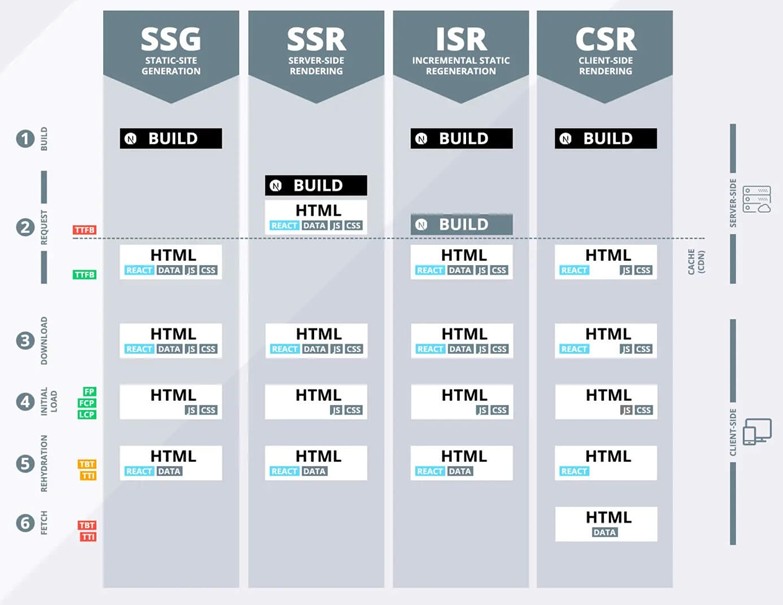 SSG
STATIC-SITE
GENERATION
SSR
SERVER-SIDE
RENDERING
ISR
INCREMENTAL STATIC
REGENERATION
CSR
CLIENT-SIDE
RENDERING
1 BUILD
N BUILD
N BUILD
N BUILD
N BUILD
2 REQUEST
TTFB
HTML
REACT DATA JS CSS
N BUILD
SERVER-SIDE
CACHE
(CDN)
TTFB
HTML
REACT DATA JS CSS
HTML
REACT DATA JS CSS
HTML
REACT JS CSS
3 DOWNLOAD
HTML
REACT DATA JS CSS
HTML
REACT DATA JS CSS
HTML
REACT DATA JS CSS
HTML
REACT JS CSS
4 INITIAL
LOAD
FP
FCP
LCP
HTML
JS CSS
HTML
JS CSS
HTML
JS CSS
HTML
JS CSS
CLIENT-SIDE
5 REHYDRATION
TBT
TTI
HTML
REACT DATA
HTML
REACT DATA
HTML
REACT DATA
HTML
REACT
6 FETCH
TBT
TTI
HTML
DATA